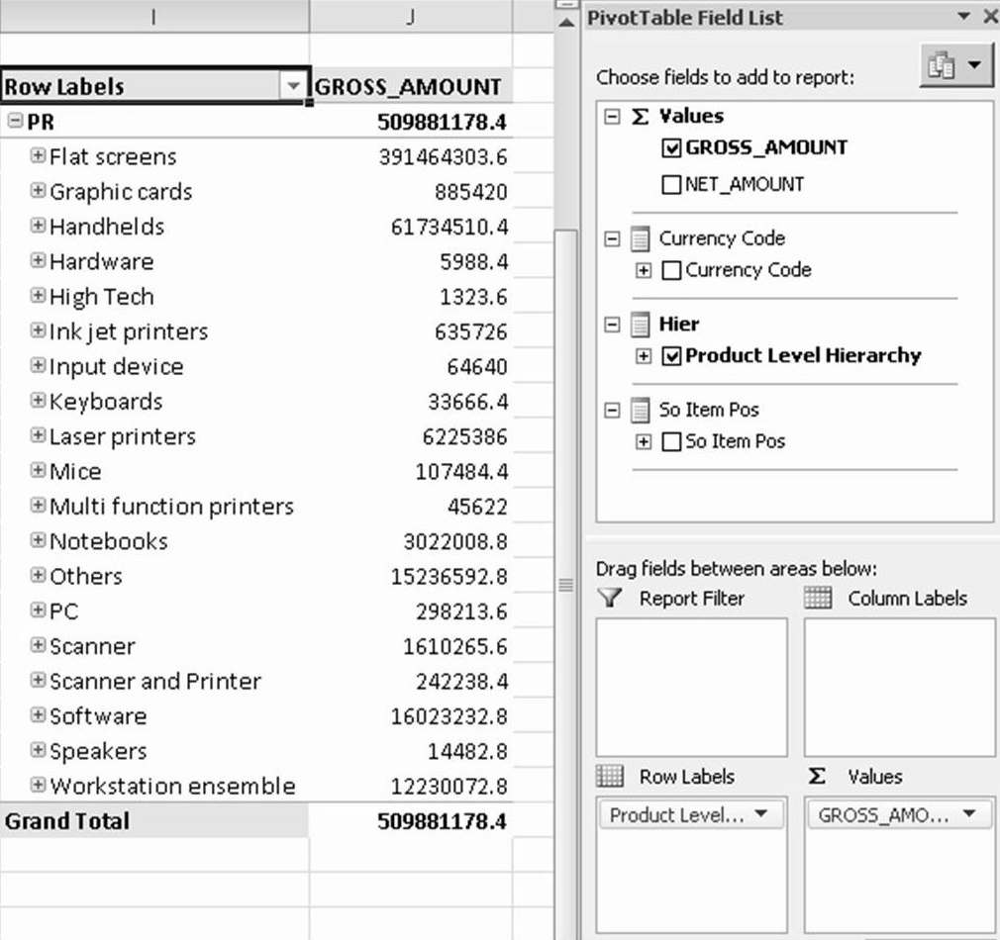 I J
Row Labels GROSS_AMOUNT
PR 509881178.4
Flat screens 391464303.6
Graphic cards 885420
Handhelds 61734510.4
Hardware 5988.4
High Tech 1323.6
Ink jet printers 635726
Input device 64640
Keyboards 33666.4
Laser printers 6225386
Mice 107484.4
Multi function printers 45622
Notebooks 3022008.8
Others 15236592.8
PC 298213.6
Scanner 1610265.6
Scanner and Printer 242238.4
Software 16023232.8
Speakers 14482.8
Workstation ensemble 12230072.8
Grand Total 509881178.4
PivotTable Field List
Choose fields to add to report:
Σ Values
GROSS_AMOUNT
NET_AMOUNT
Currency Code
Currency Code
Hier
Product Level Hierarchy
So Item Pos
So Item Pos
Drag fields between areas below:
Report Filter Column Labels
Row Labels Σ Values
Product Level... GROSS_AMO...